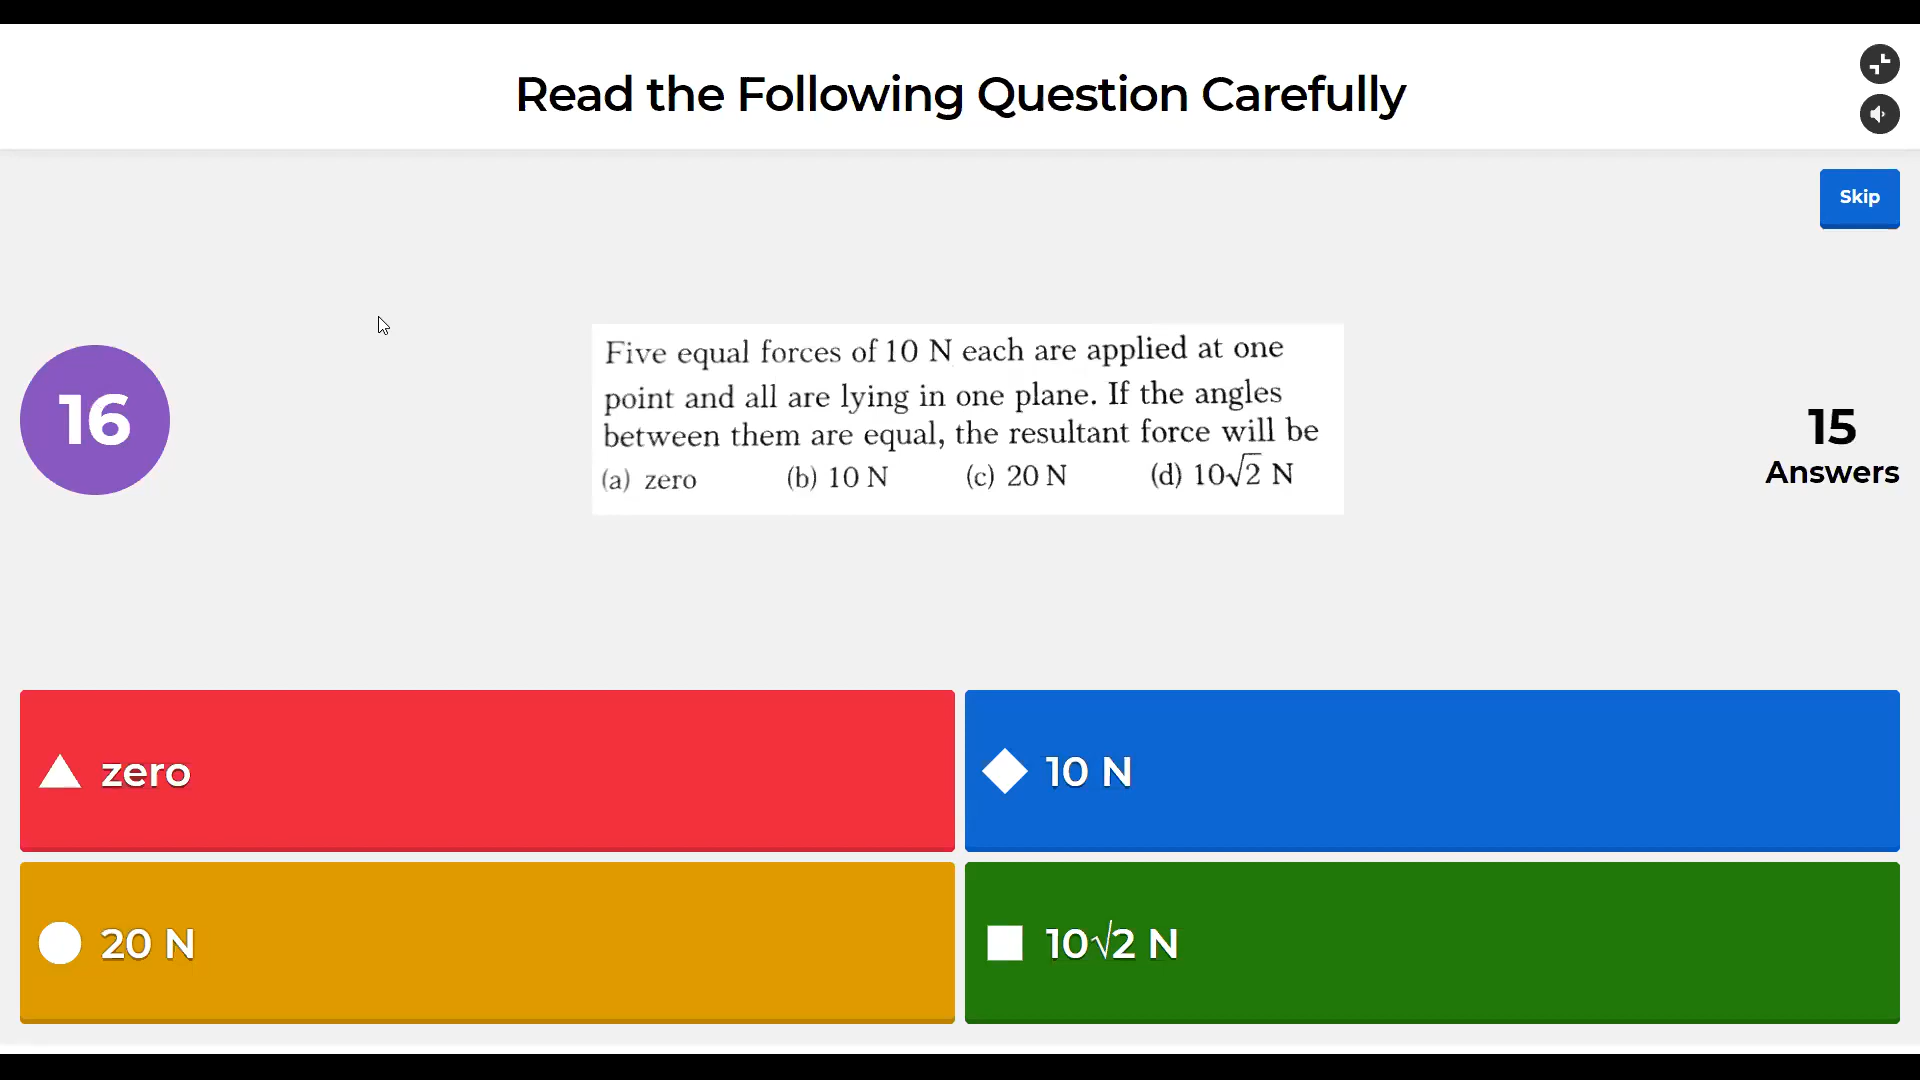 Read the Following Question Carefully
Skip
16
Five equal forces of 10 N each are applied at one
point and all are lying in one plane. If the angles
between them are equal, the resultant force will be
(a) zero (b) 10 N (c) 20 N (d) 10√2 N
15
Answers
zero
10 N
20 N
10√2 N